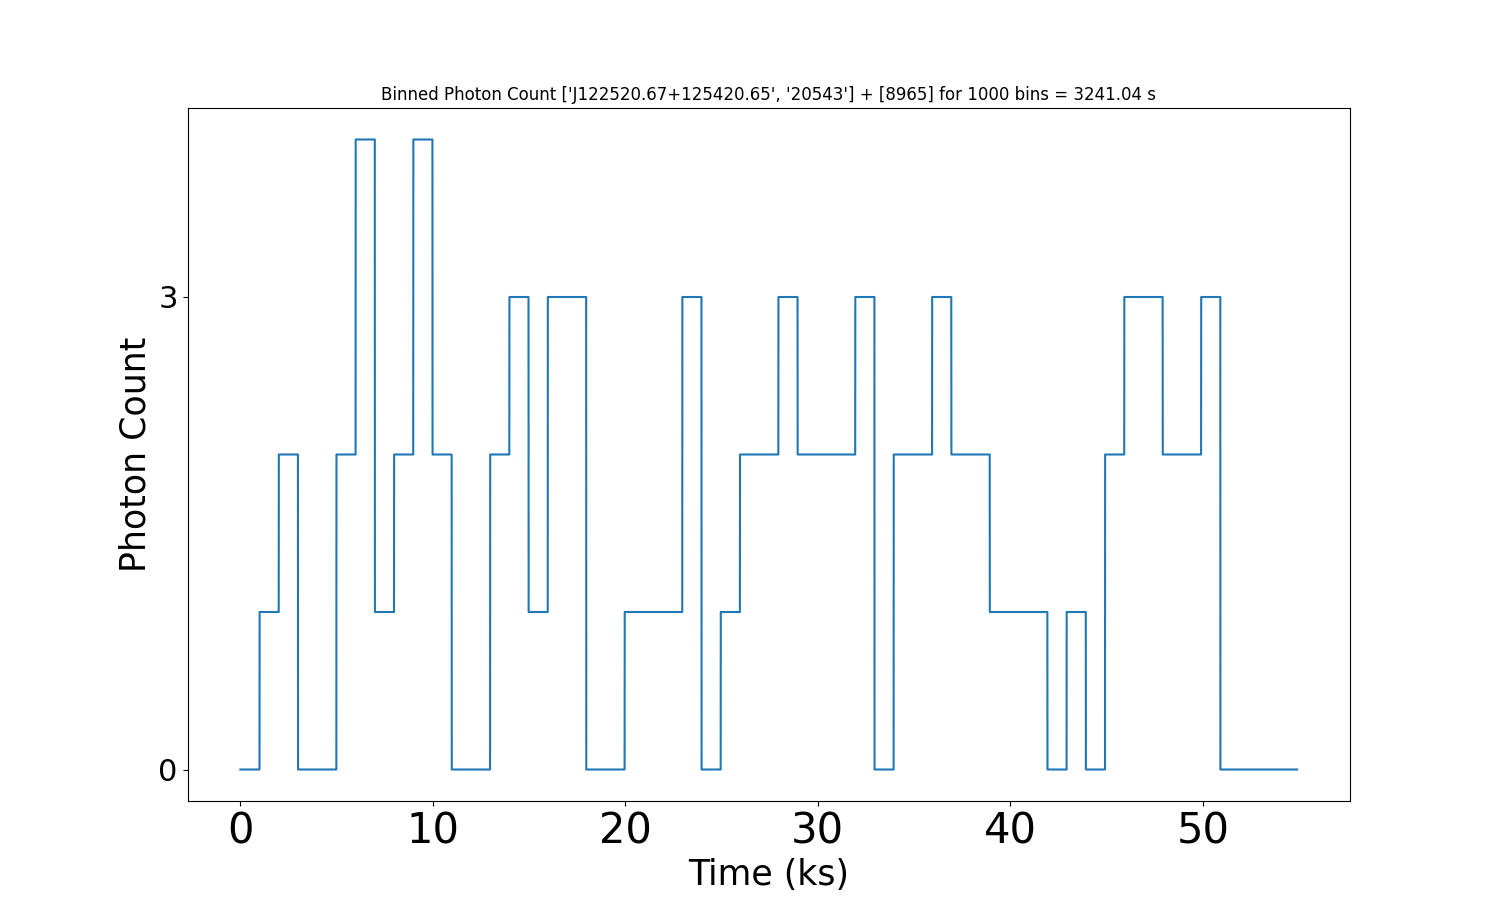 Binned Photon Count ['J122520.67+125420.65', '20543'] + [8965] for 1000 bins = 3241.04 s
Photon Count
3
0
0 10 20 30 40 50
Time (ks)